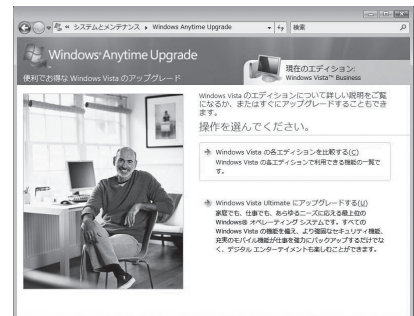 システムとメンテナンス ▸ Windows Anytime Upgrade
検索
Windows Anytime Upgrade
便利でお得な Windows Vista のアップグレード
現在のエディション:
Windows Vista™ Business
Windows Vista のエディションについて詳しい説明をご覧
になるか、またはすぐにアップグレードすることもでき
ます。
操作を選んでください。
Windows Vista の各エディションを比較する(C)
Windows Vista の各エディションで利用できる機能の一覧で
す。
Windows Vista Ultimate にアップグレードする(U)
家庭でも、仕事でも、あらゆるニーズに応える最上位の
Windows® オペレーティング システムです。すべての
Windows Vista の機能を備え、より強固なセキュリティ機能、
充実のモバイル機能が仕事を強力にバックアップするだけでな
く、デジタル エンターテイメントも楽しむことができます。